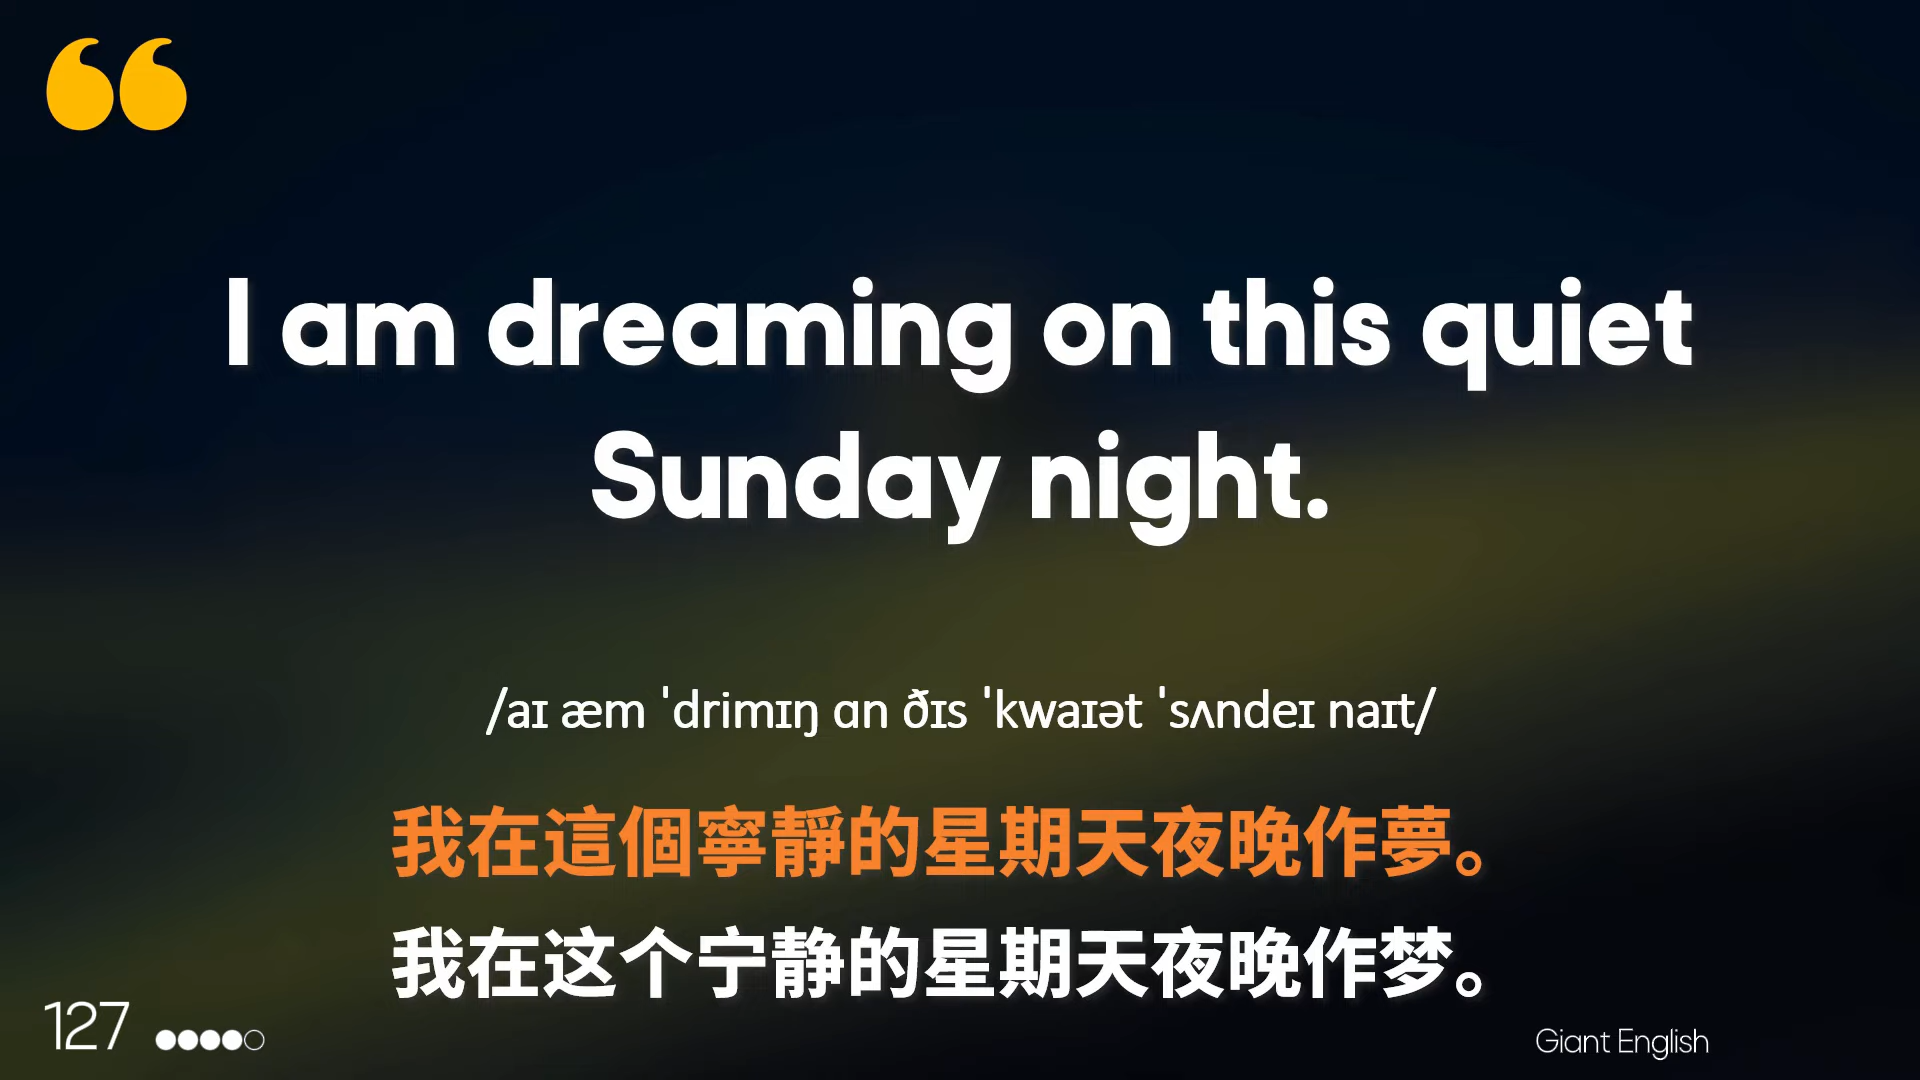 I am dreaming on this quiet
Sunday night.
/aɪ æm ˈdrimɪŋ ɑn ðɪs ˈkwaɪət ˈsʌndeɪ naɪt/
我在這個寧靜的星期天夜晚作夢。
我在这个宁静的星期天夜晚作梦。
127
Giant English